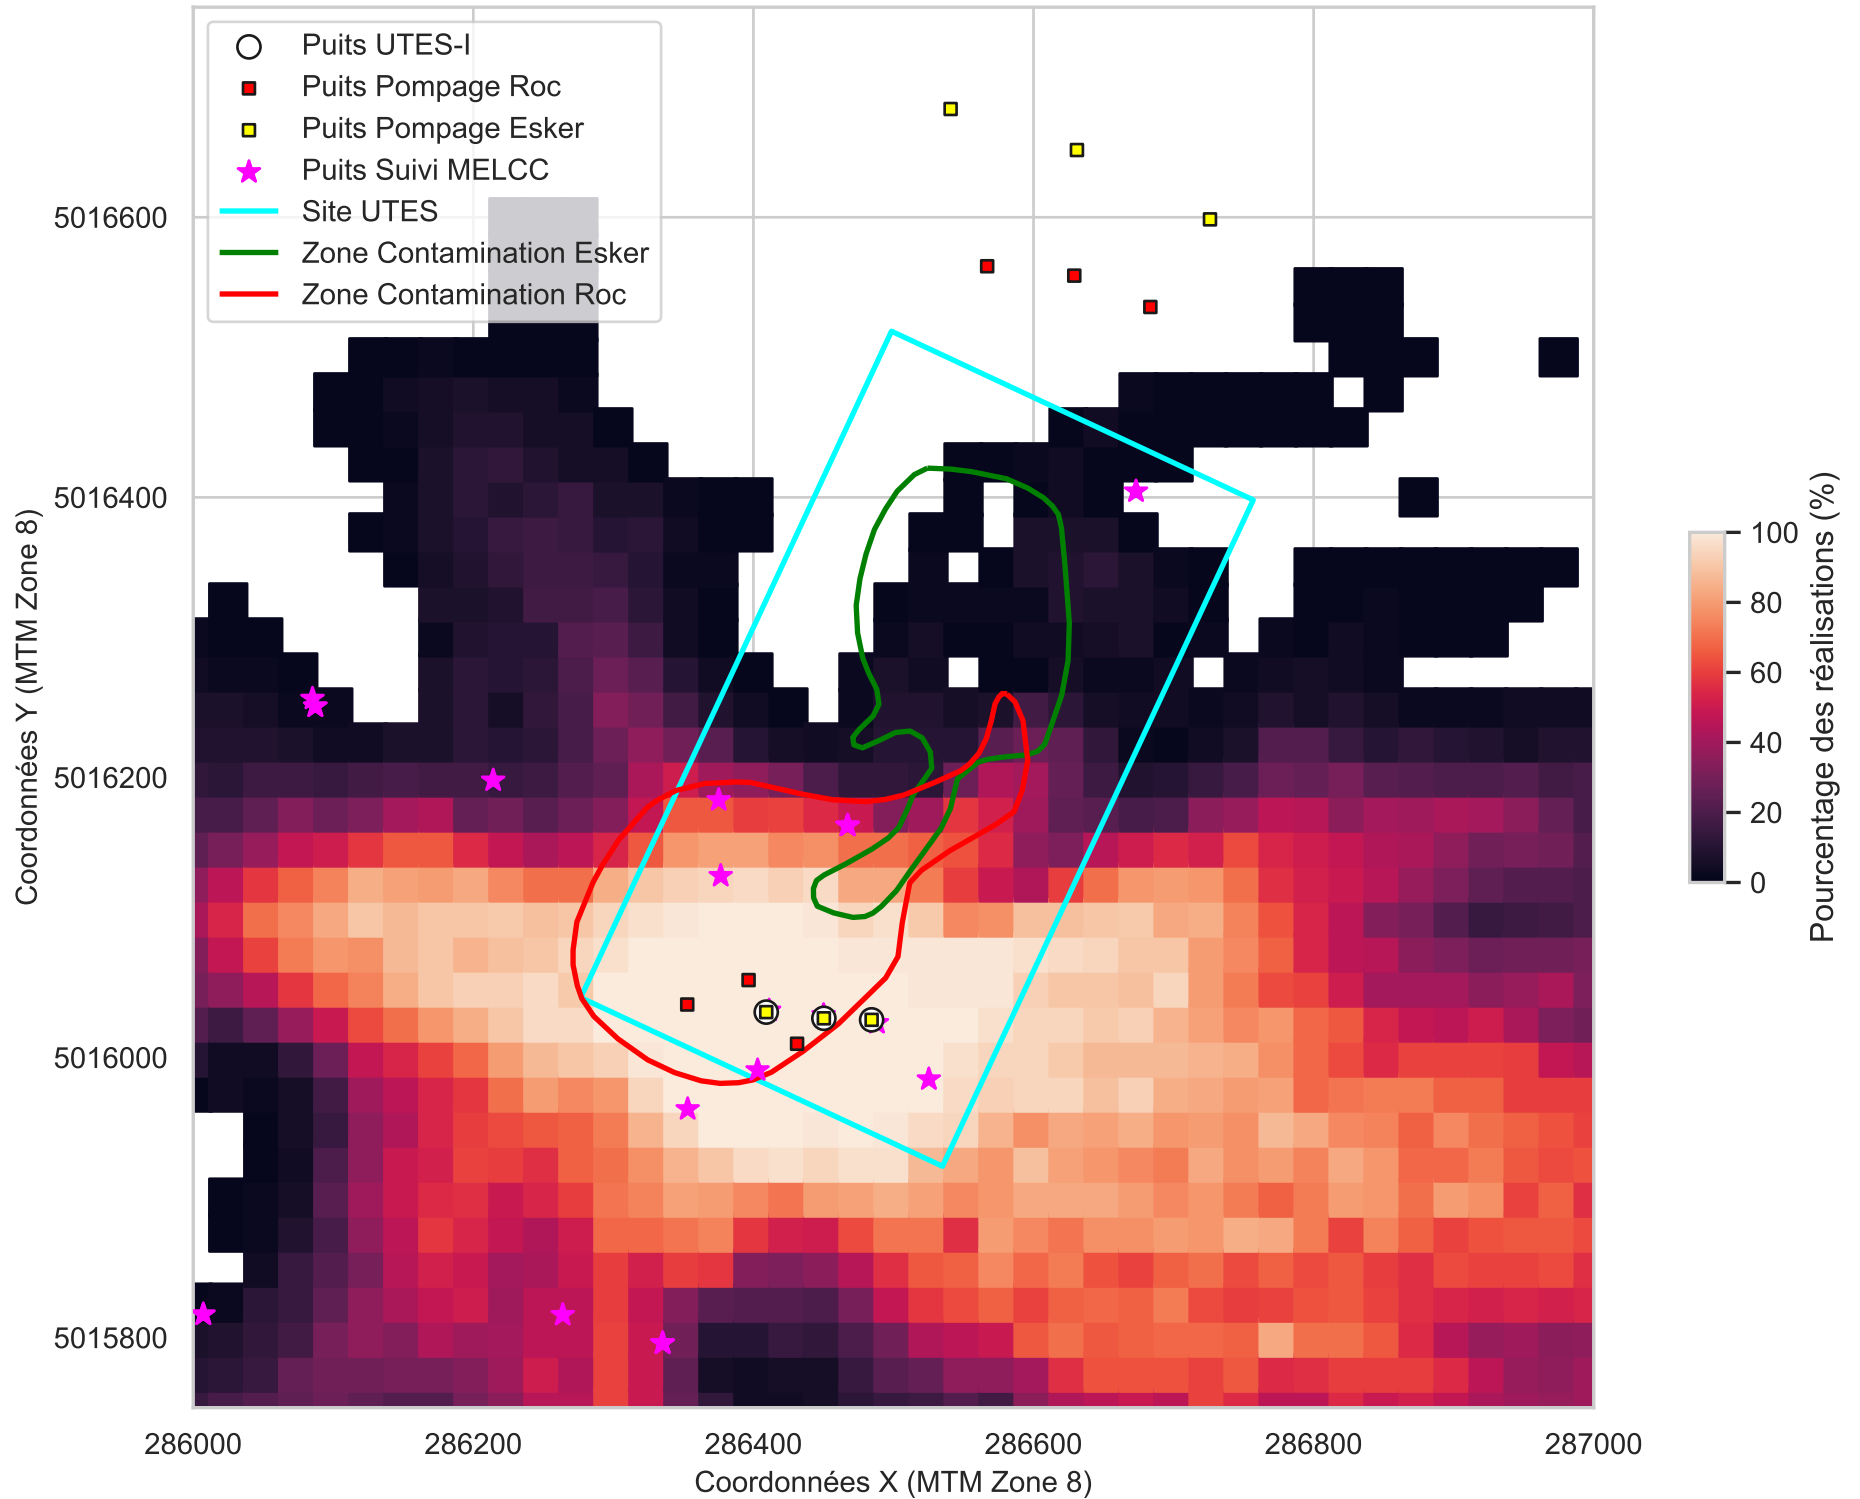 Puits UTES-I
Puits Pompage Roc
Puits Pompage Esker
Puits Suivi MELCC
Site UTES
Zone Contamination Esker
Zone Contamination Roc
5016600
5016400
5016200
5016000
5015800
Coordonnées Y (MTM Zone 8)
286000 286200 286400 286600 286800 287000
Coordonnées X (MTM Zone 8)
100
80
60
40
20
0
Pourcentage des réalisations (%)